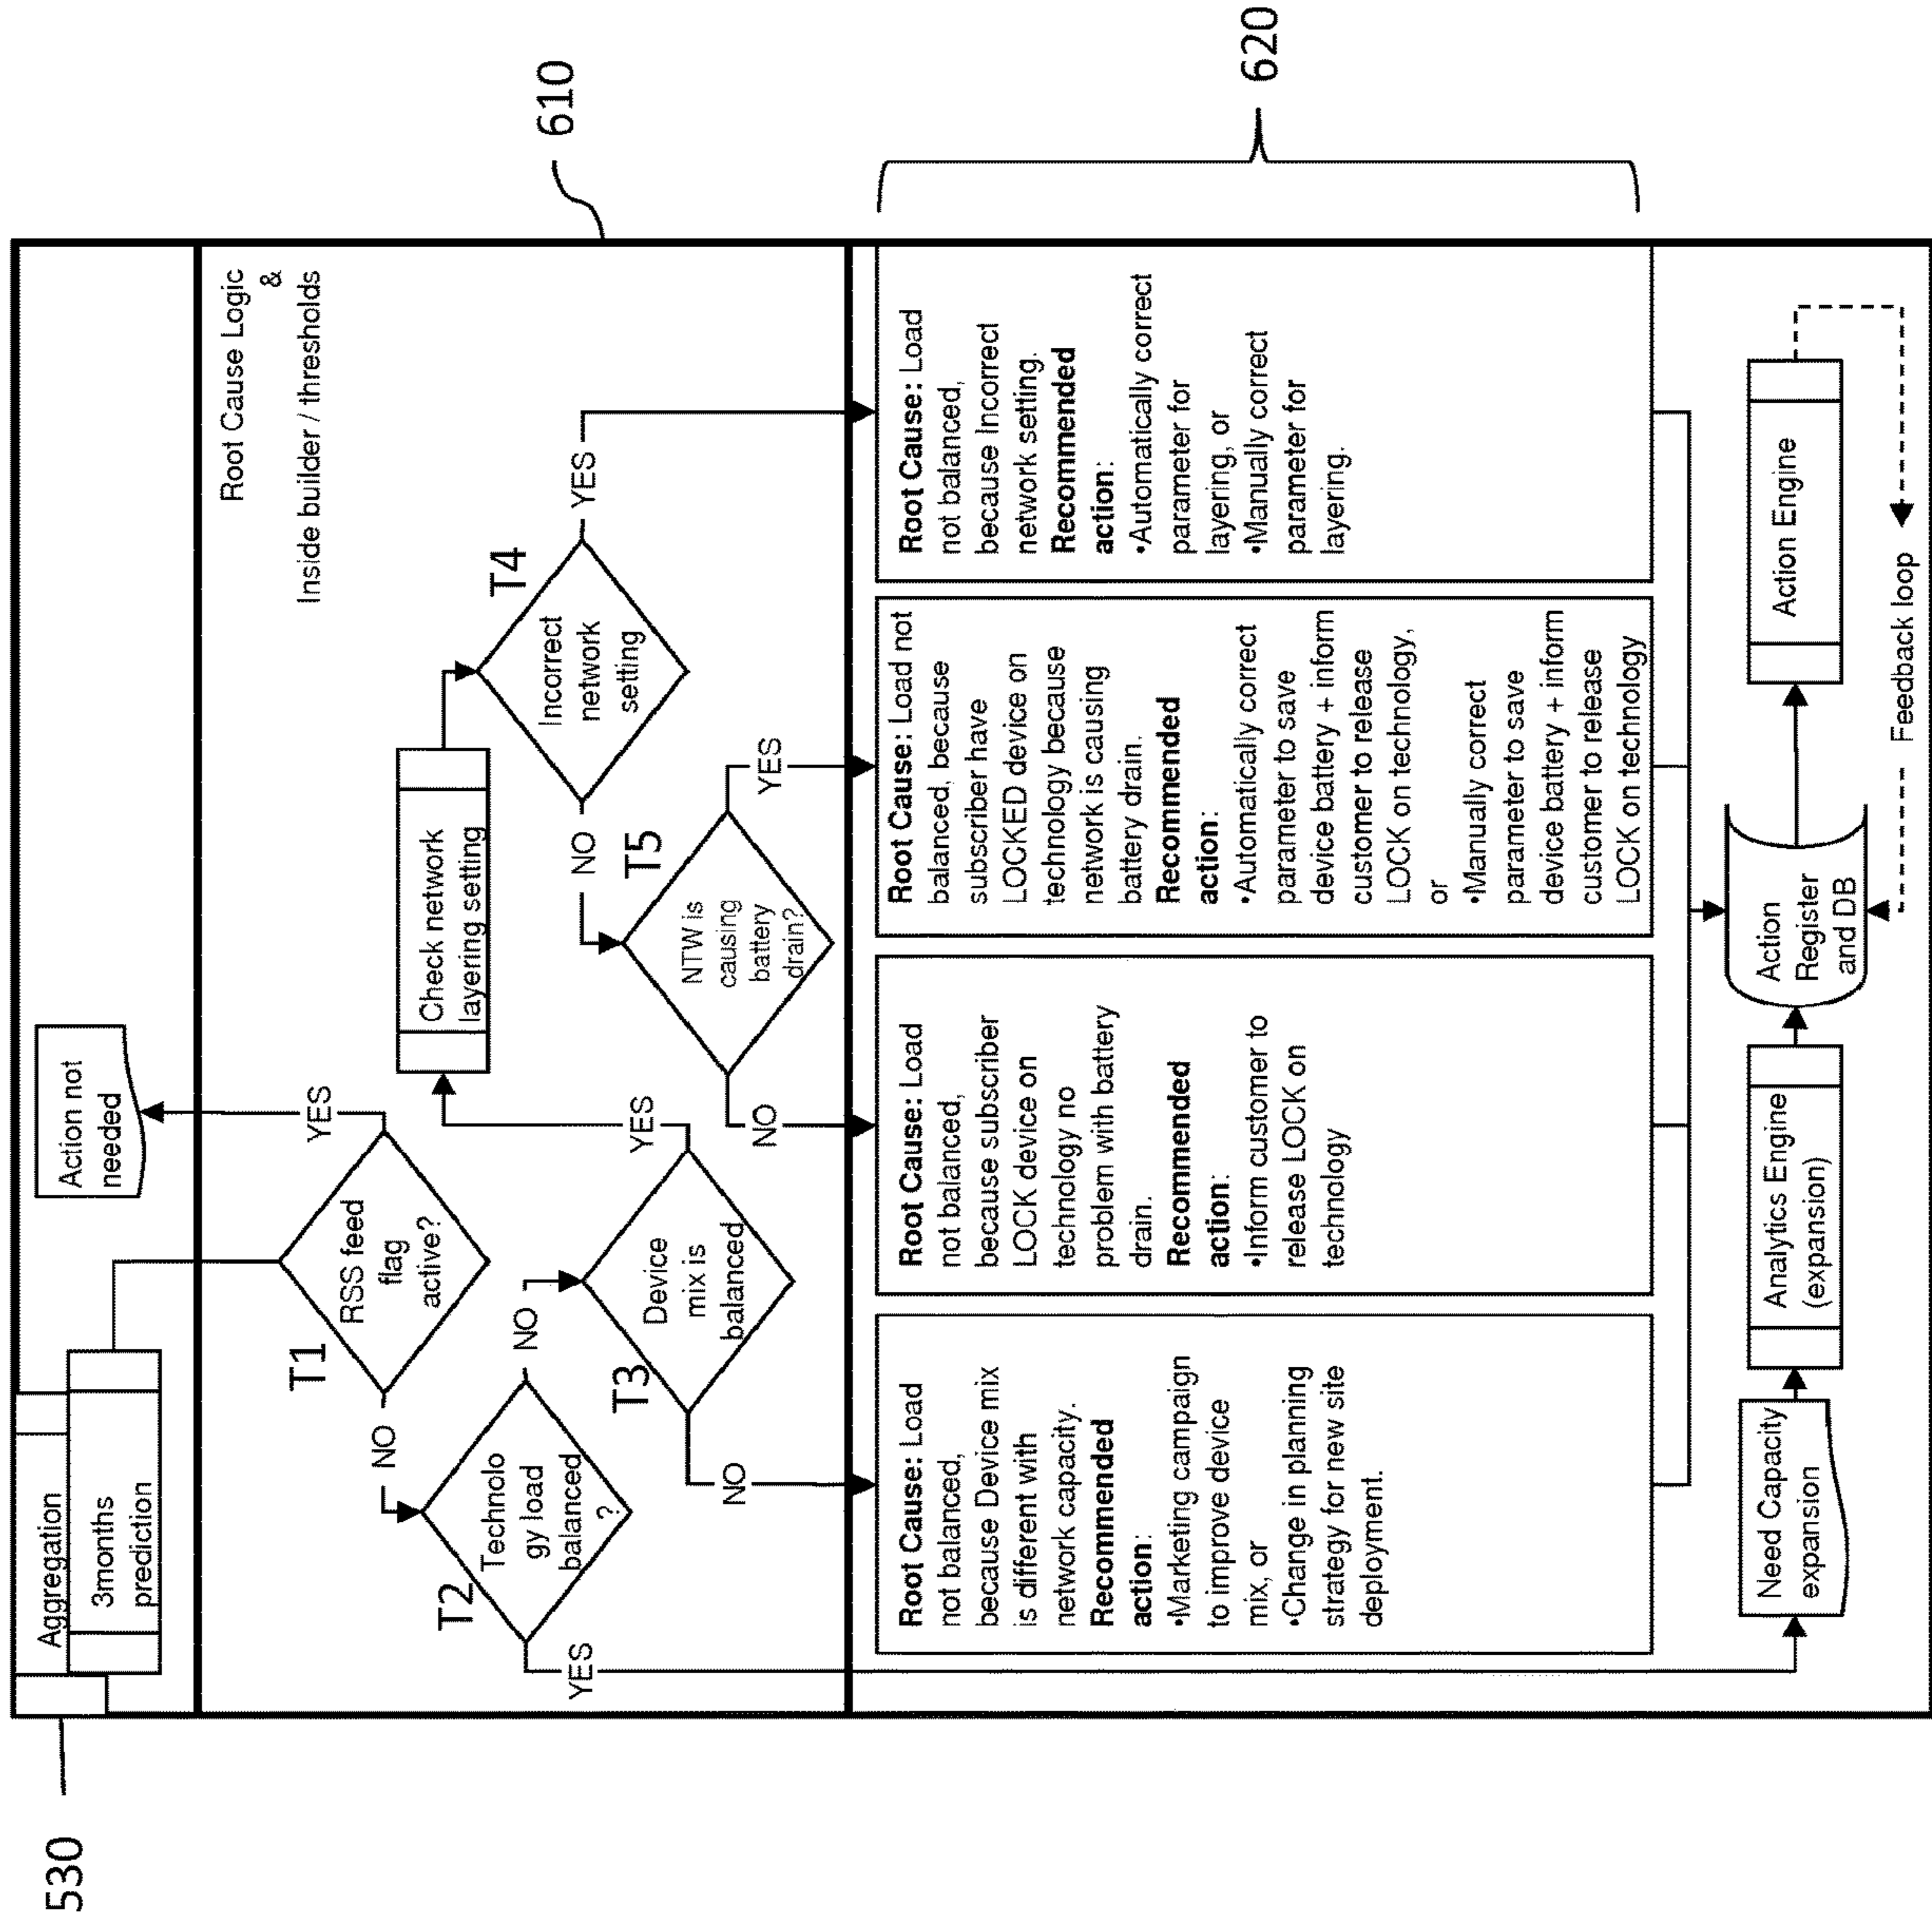 530
Aggregation
3months
prediction
Action not
needed
Root Cause Logic
&
Inside builder / thresholds
610
T1
RSS feed
flag
active?
YES
NO
T2
Technolo
gy load
balanced
?
YES
NO
T3
Device
mix is
balanced
NO
YES
Check network
layering setting
T4
Incorrect
network
setting
YES
NO
T5
NTW is
causing
battery
drain?
NO
YES
620
Root Cause: Load
not balanced,
because Device mix
is different with
network capacity.
Recommended
action:
•Marketing campaign
to improve device
mix, or
•Change in planning
strategy for new site
deployment.
Root Cause: Load
not balanced,
because subscriber
LOCK device on
technology no
problem with battery
drain.
Recommended
action:
•Inform customer to
release LOCK on
technology
Root Cause: Load not
balanced, because
subscriber have
LOCKED device on
technology because
network is causing
battery drain.
Recommended
action:
•Automatically correct
parameter to save
device battery + inform
customer to release
LOCK on technology,
or
•Manually correct
parameter to save
device battery + inform
customer to release
LOCK on technology
Root Cause: Load
not balanced,
because Incorrect
network setting.
Recommended
action:
•Automatically correct
parameter for
layering, or
•Manually correct
parameter for
layering.
Need Capacity
expansion
Analytics Engine
(expansion)
Action
Register
and DB
Action Engine
Feedback loop